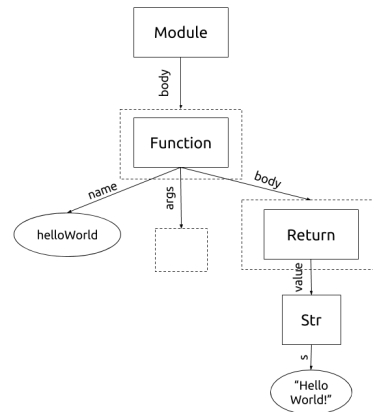 Module
body
Function
name
args
body
helloWorld
Return
value
Str
s
"Hello
World!"